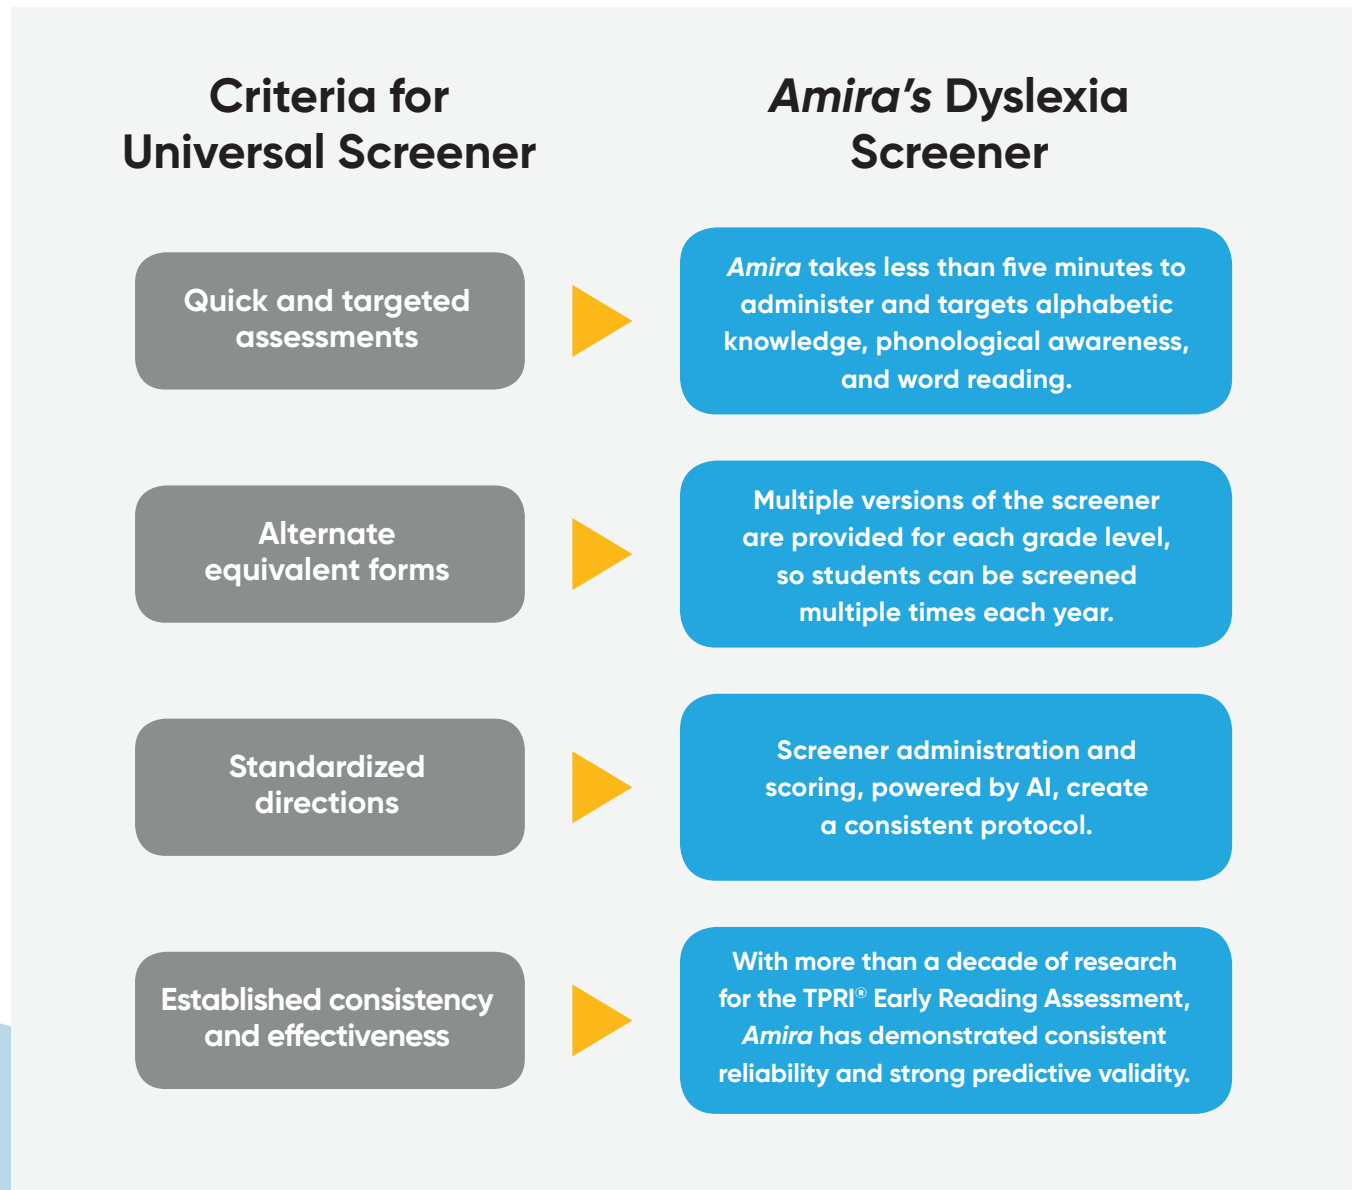 Criteria for
Universal Screener
Amira's Dyslexia
Screener
Quick and targeted
assessments
Amira takes less than five minutes to
administer and targets alphabetic
knowledge, phonological awareness,
and word reading.
Alternate
equivalent forms
Multiple versions of the screener
are provided for each grade level,
so students can be screened
multiple times each year.
Standardized
directions
Screener administration and
scoring, powered by AI, create
a consistent protocol.
Established consistency
and effectiveness
With more than a decade of research
for the TPRI® Early Reading Assessment,
Amira has demonstrated consistent
reliability and strong predictive validity.